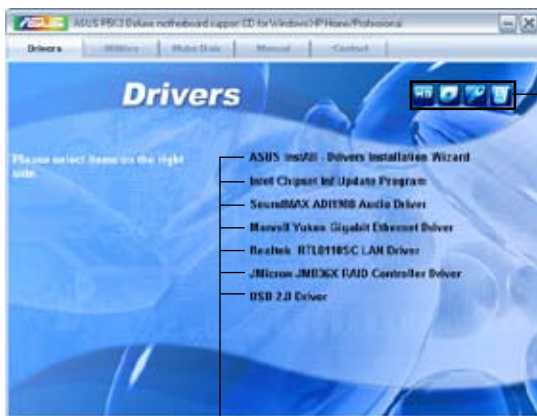 ASUS P5K3 Deluxe motherboard support CD for Windows XP Home/Professional
Drivers
Utilities
Make Disk
Manual
Contact
Drivers
Please select items on the right
side.
ASUS InstAll - Drivers Installation Wizard
Intel Chipset Inf Update Program
SoundMAX ADI1988 Audio Driver
Marvell Yukon Gigabit Ethernet Driver
Realtek RTL8110SC LAN Driver
JMicron JMB36X RAID Controller Driver
USB 2.0 Driver